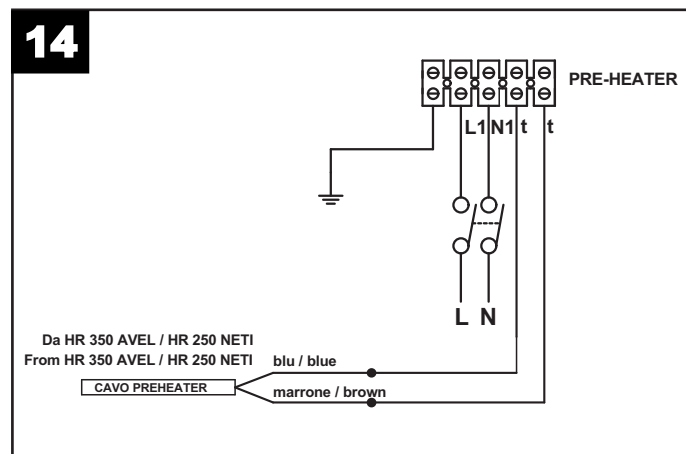 14
PRE-HEATER
L1 N1 t t
L N
Da HR 350 AVEL / HR 250 NETI
From HR 350 AVEL / HR 250 NETI
blu / blue
CAVO PREHEATER
marrone / brown